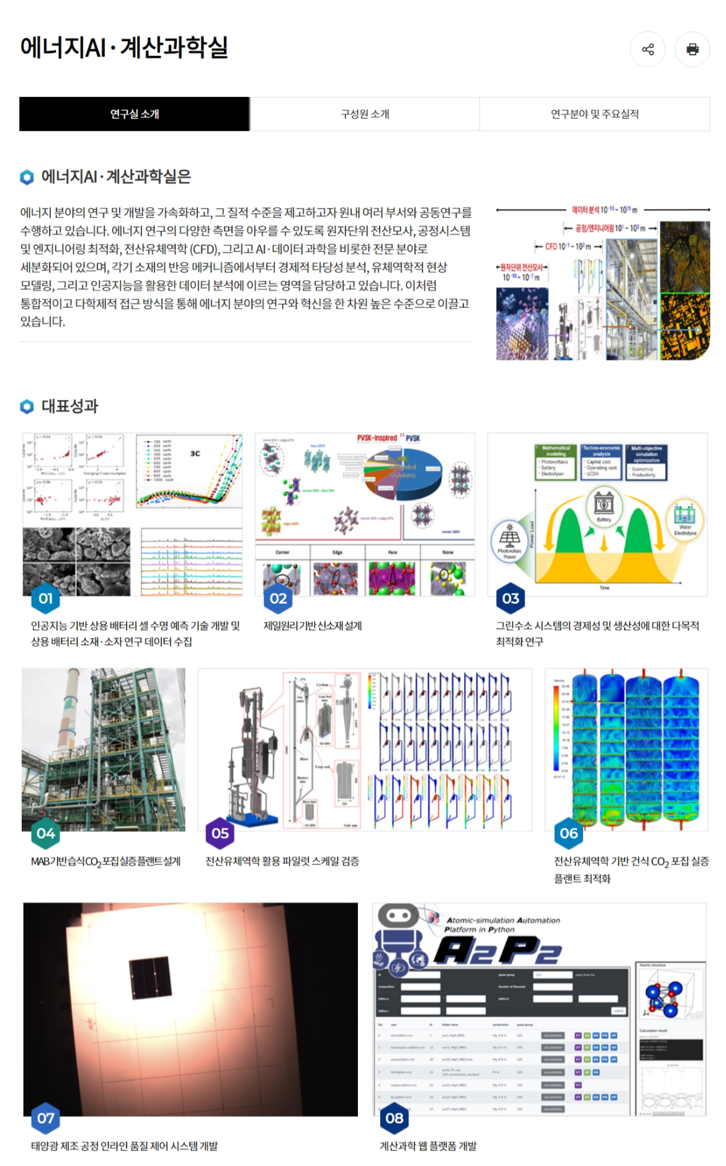 에너지AI·계산과학실
연구실 소개
구성원 소개
연구분야 및 주요실적
에너지AI·계산과학실은
에너지 분야의 연구 및 개발을 가속화하고, 그 질적 수준을 제고하고자 원내 여러 부서와 공동연구를
수행하고 있습니다. 에너지 연구의 다양한 측면을 아우를 수 있도록 원자단위 전산모사, 공정시스템
및 엔지니어링 최적화, 전산유체역학 (CFD), 그리고 AI·데이터 과학을 비롯한 전문 분야로
세분화되어 있으며, 각기 소재의 반응 메커니즘에서부터 경제적 타당성 분석, 유체역학적 현상
모델링, 그리고 인공지능을 활용한 데이터 분석에 이르는 영역을 담당하고 있습니다. 이처럼
통합적이고 다학제적 접근 방식을 통해 에너지 분야의 연구와 혁신을 한 차원 높은 수준으로 이끌고
있습니다.
데이터 분석
공정/엔지니어링
CFD
원자단위 전산모사
대표성과
3C
PVSK-inspired
PVSK
Corner
Edge
Face
None
Mathematical
modeling
• Photovoltaics
• Battery
• Electrolyzer
Techno-economic
analysis
• Capital cost
• Operating cost
• LCOH
Multi-objective
simulation
optimization
• Economics
• Productivity
Battery
Photovoltaic
Power
Water
Electrolysis
Power Load
Time
01
인공지능 기반 상용 배터리 셀 수명 예측 기술 개발 및
상용 배터리 소재·소자 연구 데이터 수집
02
제일원리 기반 신소재 설계
03
그린수소 시스템의 경제성 및 생산성에 대한 다목적
최적화 연구
04
MAB 기반 습식 CO2 포집 실증 플랜트 설계
05
전산유체역학 활용 파일럿 스케일 검증
06
전산유체역학 기반 건식 CO2 포집 실증
플랜트 최적화
Atomic-simulation Automation
Platform in Python
A2P2
07
태양광 제조 공정 인라인 품질 제어 시스템 개발
08
계산과학 웹 플랫폼 개발